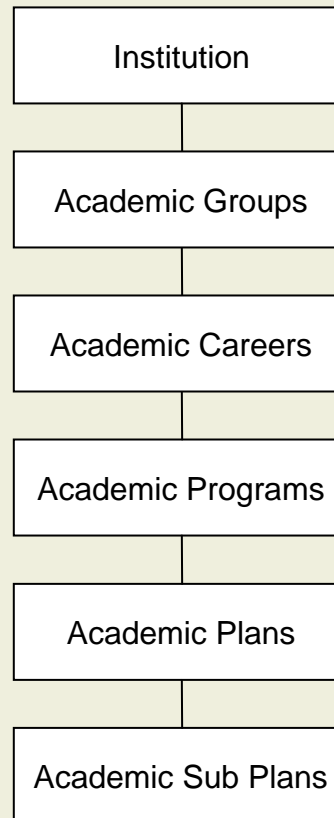 Institution
Academic Groups
Academic Careers
Academic Programs
Academic Plans
Academic Sub Plans